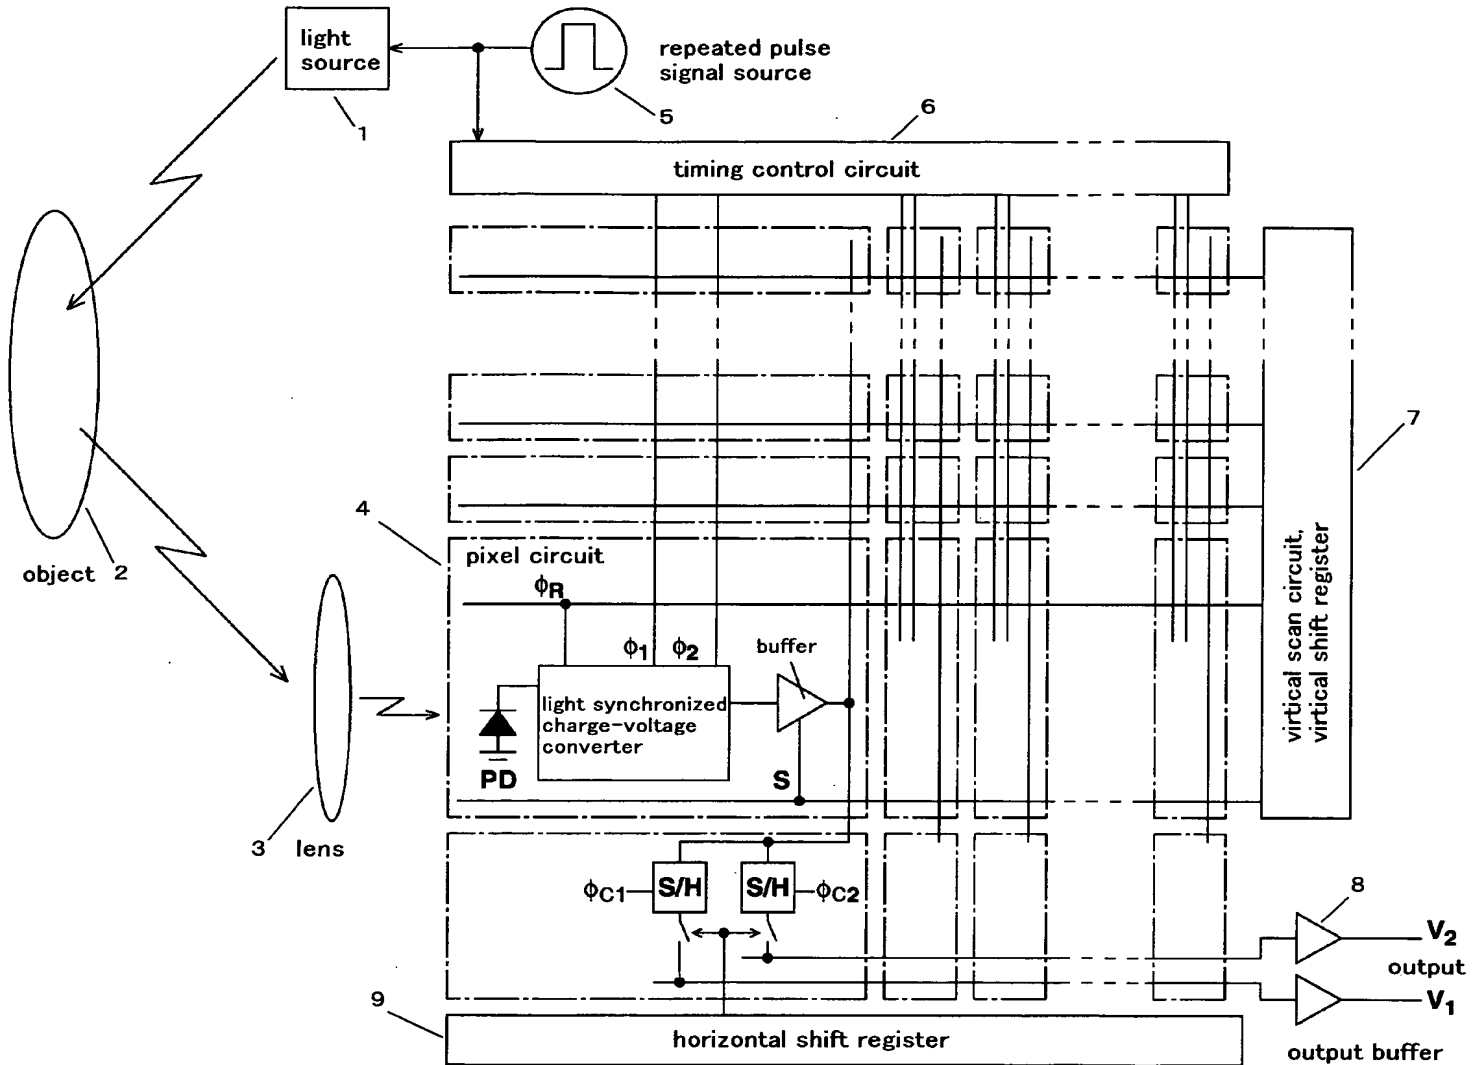 light
source
repeated pulse
signal source
1
5
6
timing control circuit
7
4
pixel circuit
object 2
ϕR
ϕ1 ϕ2
buffer
light synchronized
charge-voltage
converter
PD
S
virtical scan circuit,
virtical shift register
3 lens
ϕC1
S/H
S/H
ϕC2
8
V2
output
V1
9
horizontal shift register
output buffer